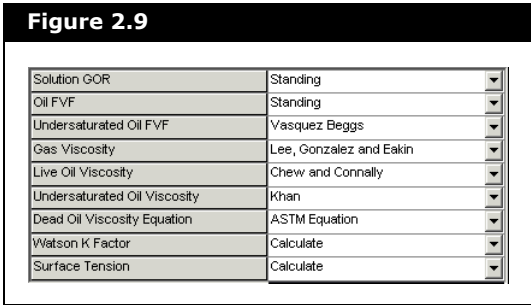 Figure 2.9
Solution GOR Standing
Oil FVF Standing
Undersaturated Oil FVF Vasquez Beggs
Gas Viscosity Lee, Gonzalez and Eakin
Live Oil Viscosity Chew and Connally
Undersaturated Oil Viscosity Khan
Dead Oil Viscosity Equation ASTM Equation
Watson K Factor Calculate
Surface Tension Calculate